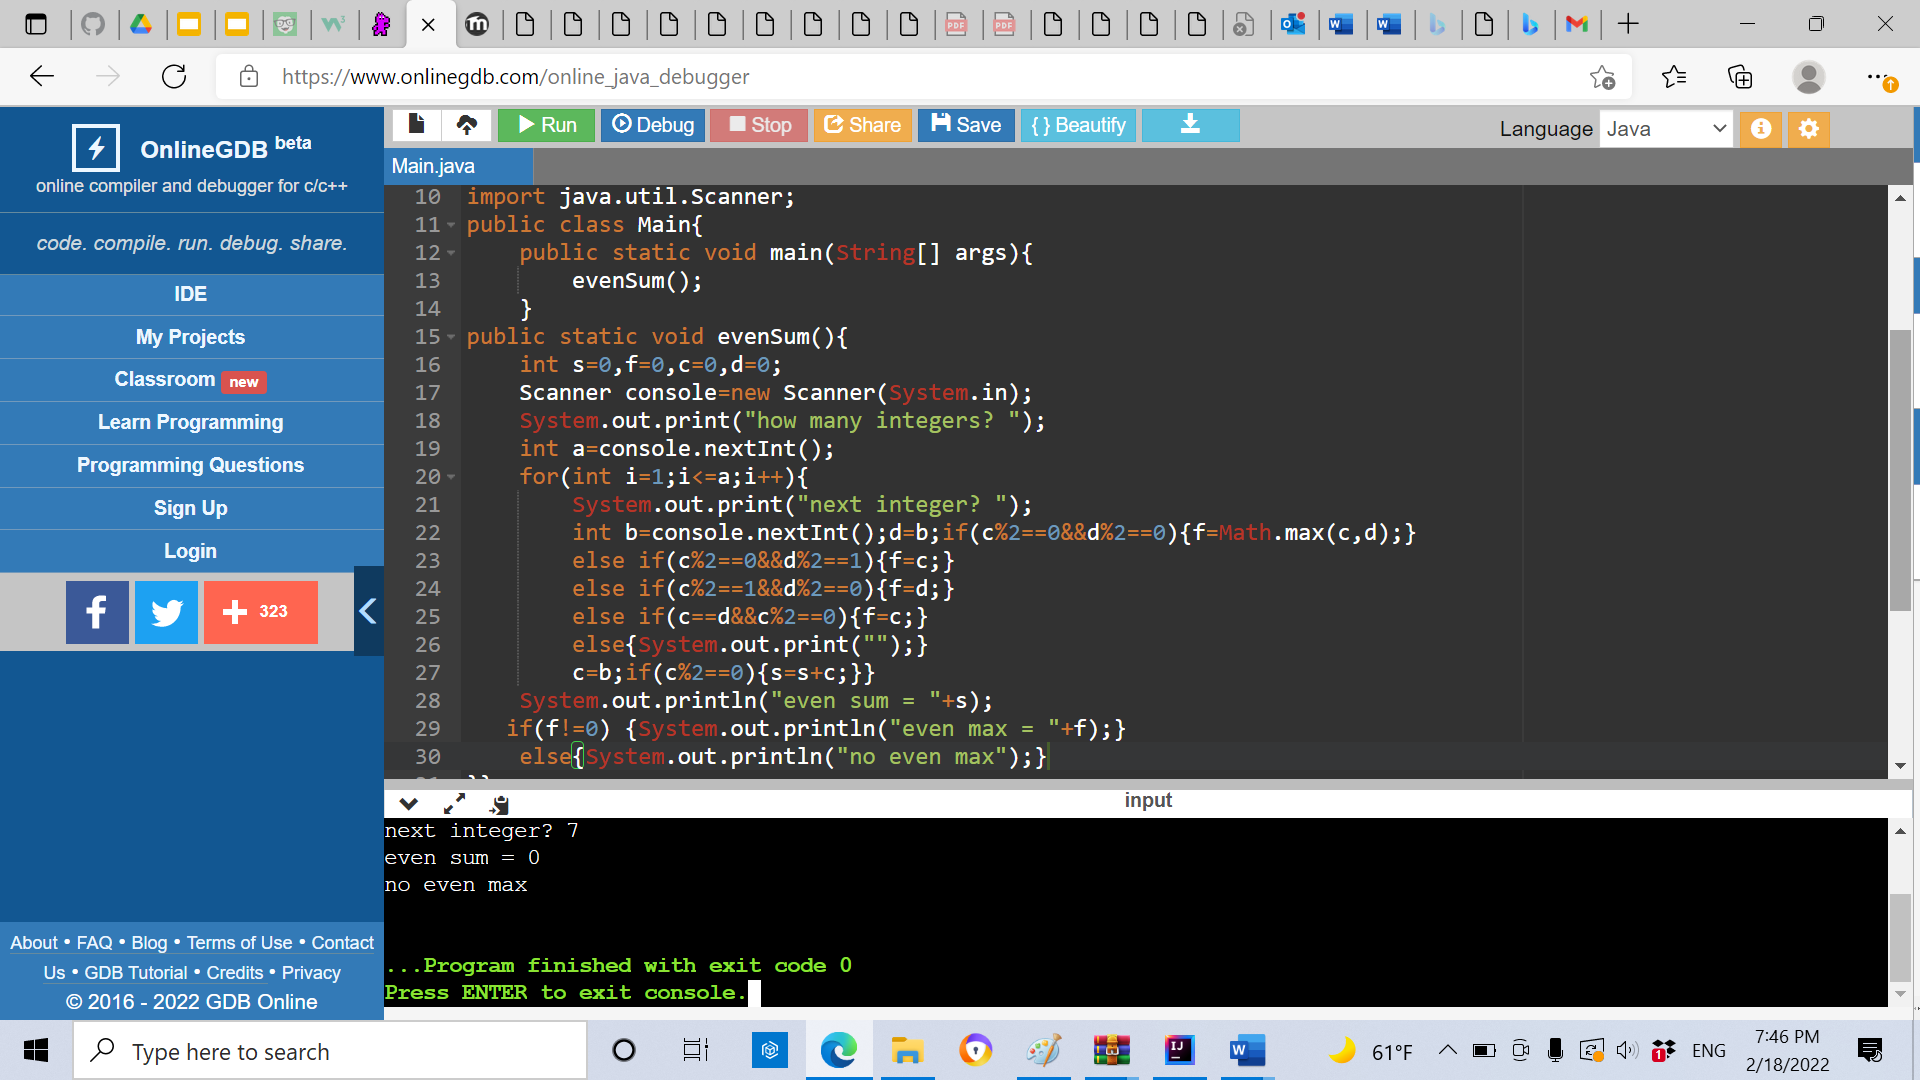 https://www.onlinegdb.com/online_java_debugger
OnlineGDB beta
online compiler and debugger for c/c++
code. compile. run. debug. share.
IDE
My Projects
Classroom new
Learn Programming
Programming Questions
Sign Up
Login
323
About • FAQ • Blog • Terms of Use • Contact
Us • GDB Tutorial • Credits • Privacy
© 2016 - 2022 GDB Online
Run Debug Stop Share Save { } Beautify
Language Java
Main.java
10 import java.util.Scanner;
11 public class Main{
12 public static void main(String[] args){
13 evenSum();
14 }
15 public static void evenSum(){
16 int s=0,f=0,c=0,d=0;
17 Scanner console=new Scanner(System.in);
18 System.out.print("how many integers? ");
19 int a=console.nextInt();
20 for(int i=1;i<=a;i++){
21 System.out.print("next integer? ");
22 int b=console.nextInt();d=b;if(c%2==0&&d%2==0){f=Math.max(c,d);}
23 else if(c%2==0&&d%2==1){f=c;}
24 else if(c%2==1&&d%2==0){f=d;}
25 else if(c==d&&c%2==0){f=c;}
26 else{System.out.print("");}
27 c=b;if(c%2==0){s=s+c;}}
28 System.out.println("even sum = "+s);
29 if(f!=0) {System.out.println("even max = "+f);}
30 else{System.out.println("no even max");}
input
next integer? 7
even sum = 0
no even max
...Program finished with exit code 0
Press ENTER to exit console.
Type here to search
61°F
ENG
7:46 PM
2/18/2022